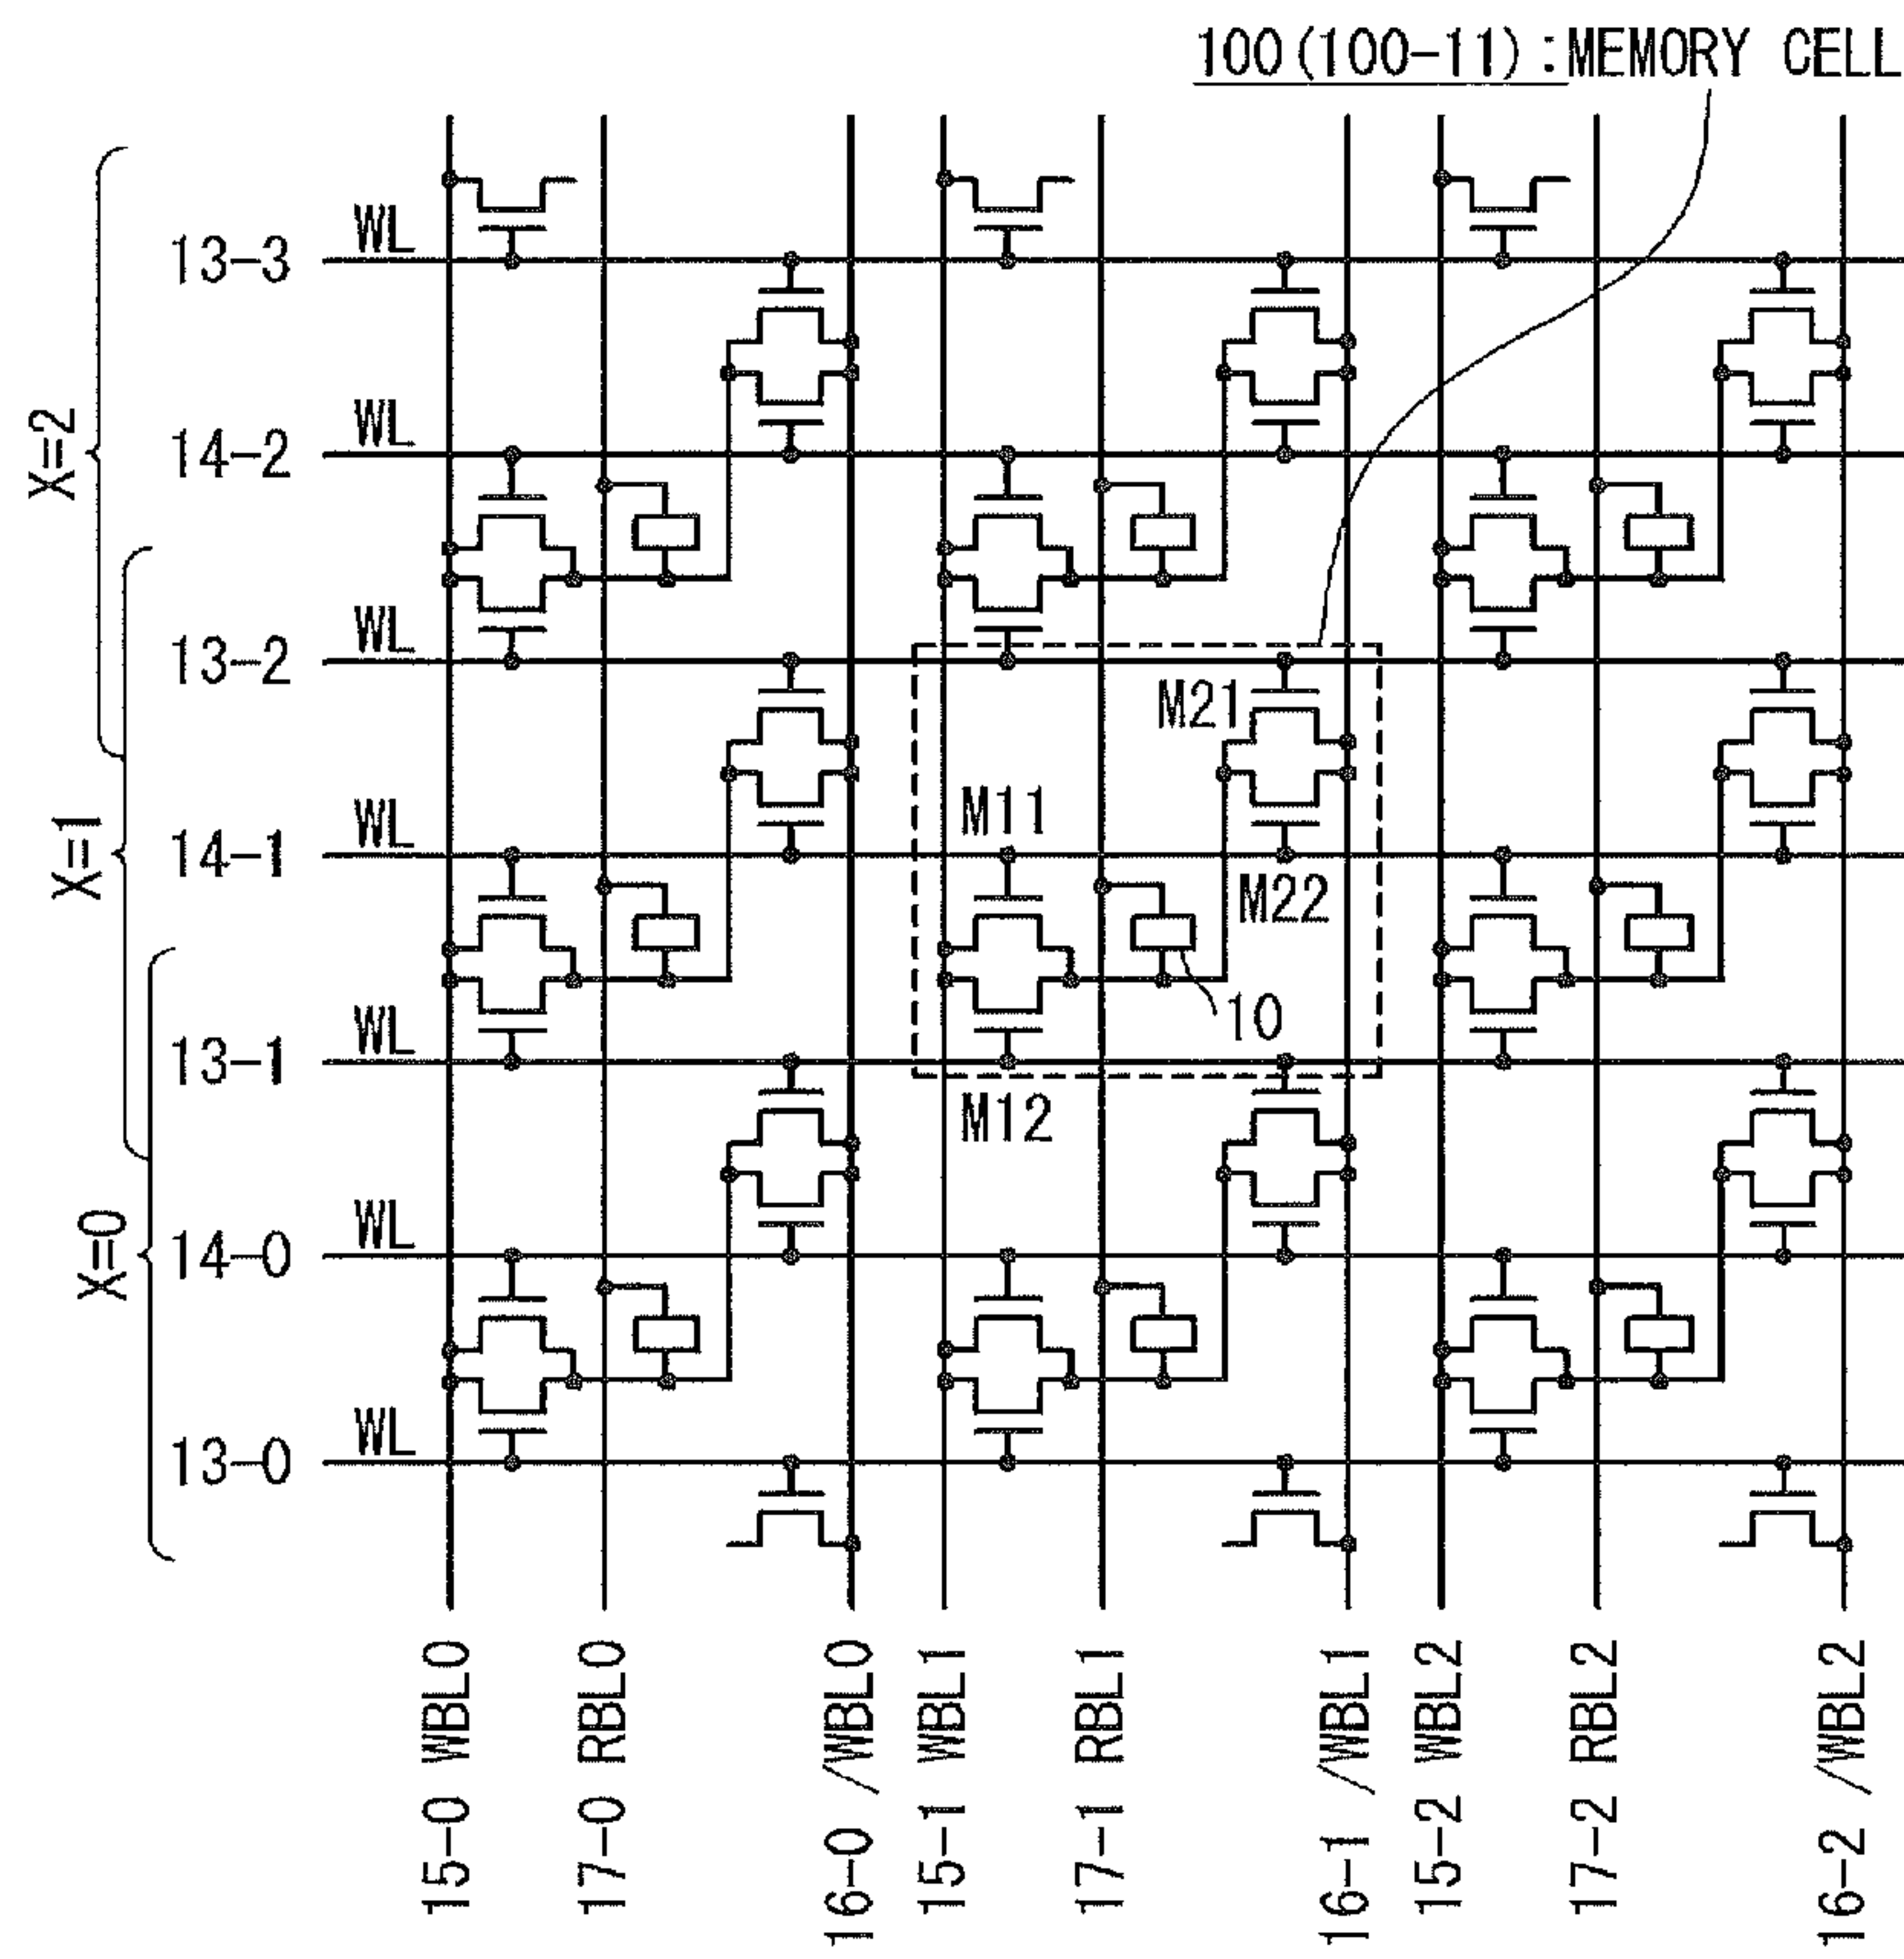 100(100-11):MEMORY CELL
13-3 WL
14-2 WL
X=2
13-2 WL
M21
M11
14-1 WL
X=1
M22
10
13-1 WL
M12
14-0 WL
X=0
13-0 WL
15-0 WBL0
17-0 RBL0
16-0 /WBL0
15-1 WBL1
17-1 RBL1
16-1 /WBL1
15-2 WBL2
17-2 RBL2
16-2 /WBL2